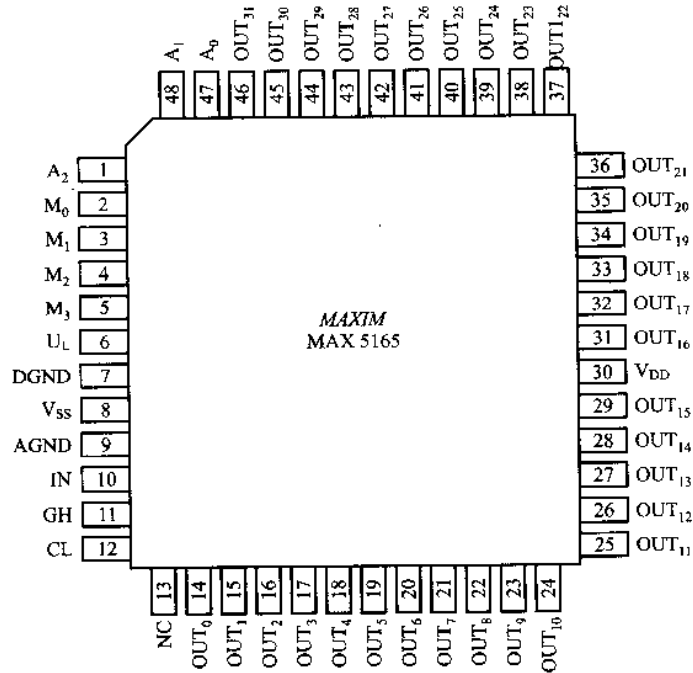 A₁
A₀
OUT₃₁
OUT₃₀
OUT₂₉
OUT₂₈
OUT₂₇
OUT₂₆
OUT₂₅
OUT₂₄
OUT₂₃
OUT1₂₂
48 47 46 45 44 43 42 41 40 39 38 37
A₂ 1
M₀ 2
M₁ 3
M₂ 4
M₃ 5
U_L 6
DGND 7
V_SS 8
AGND 9
IN 10
GH 11
CL 12
MAXIM
MAX 5165
36 OUT₂₁
35 OUT₂₀
34 OUT₁₉
33 OUT₁₈
32 OUT₁₇
31 OUT₁₆
30 V_DD
29 OUT₁₅
28 OUT₁₄
27 OUT₁₃
26 OUT₁₂
25 OUT₁₁
13 14 15 16 17 18 19 20 21 22 23 24
NC
OUT₀
OUT₁
OUT₂
OUT₃
OUT₄
OUT₅
OUT₆
OUT₇
OUT₈
OUT₉
OUT₁₀